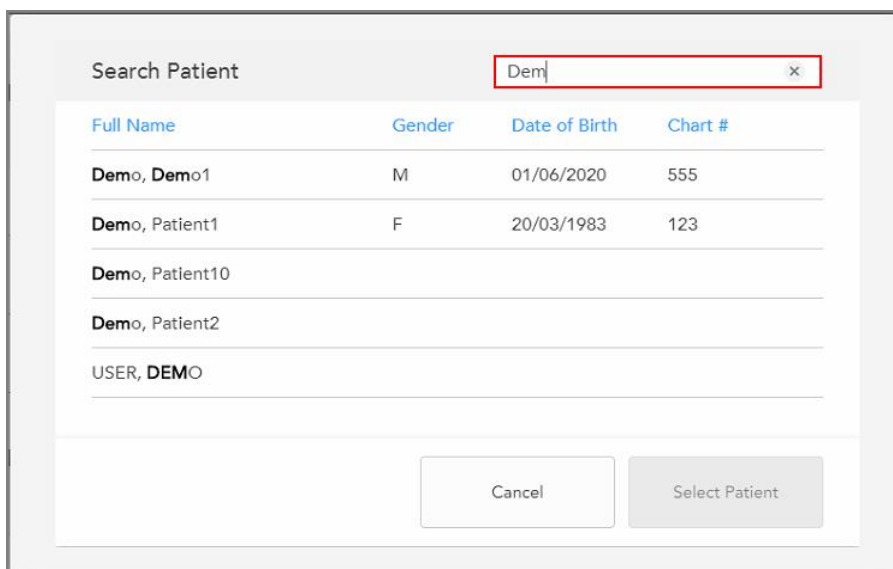 Search Patient Dem
Full Name Gender Date of Birth Chart #
Demo, Demo1 M 01/06/2020 555
Demo, Patient1 F 20/03/1983 123
Demo, Patient10
Demo, Patient2
USER, DEMO
Cancel Select Patient